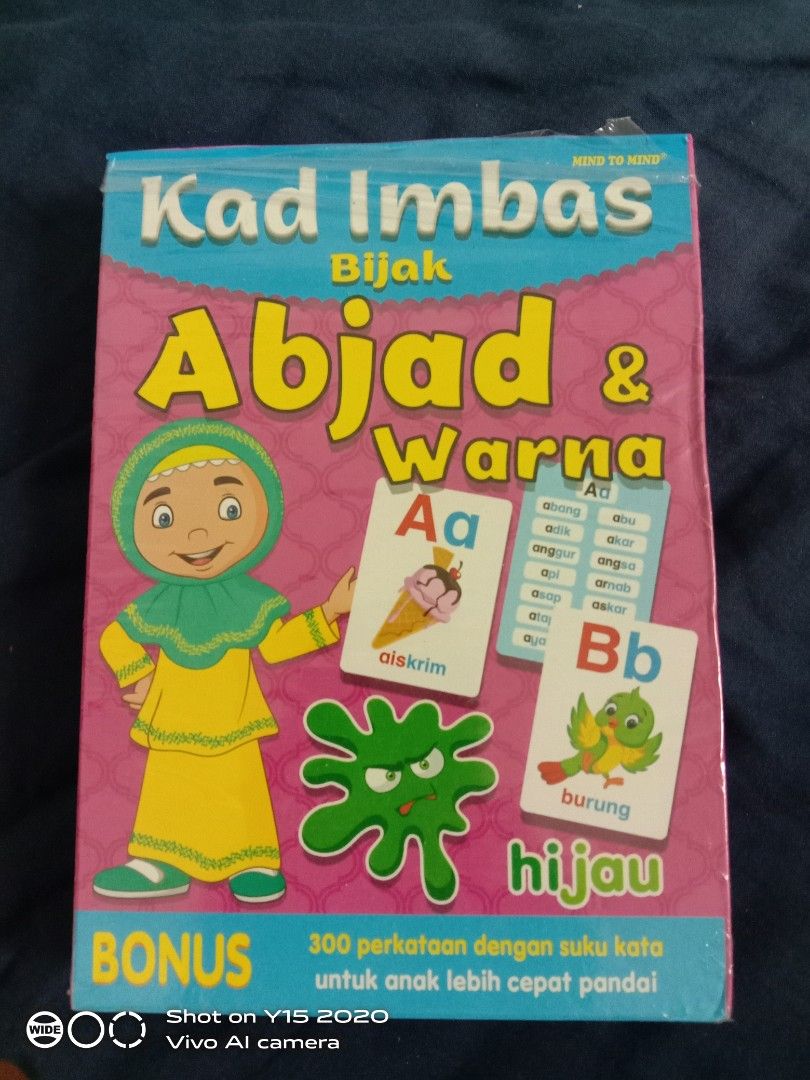 MIND TO MIND®
Kad Imbas
Bijak
Abjad &
Warna
Aa
aiskrim
Aa
abang
abu
adik
akar
anggur
angsa
api
arnab
asap
askar
Bb
burung
hijau
BONUS
300 perkataan dengan suku kata
untuk anak lebih cepat pandai
WIDE
Shot on Y15 2020
Vivo AI camera